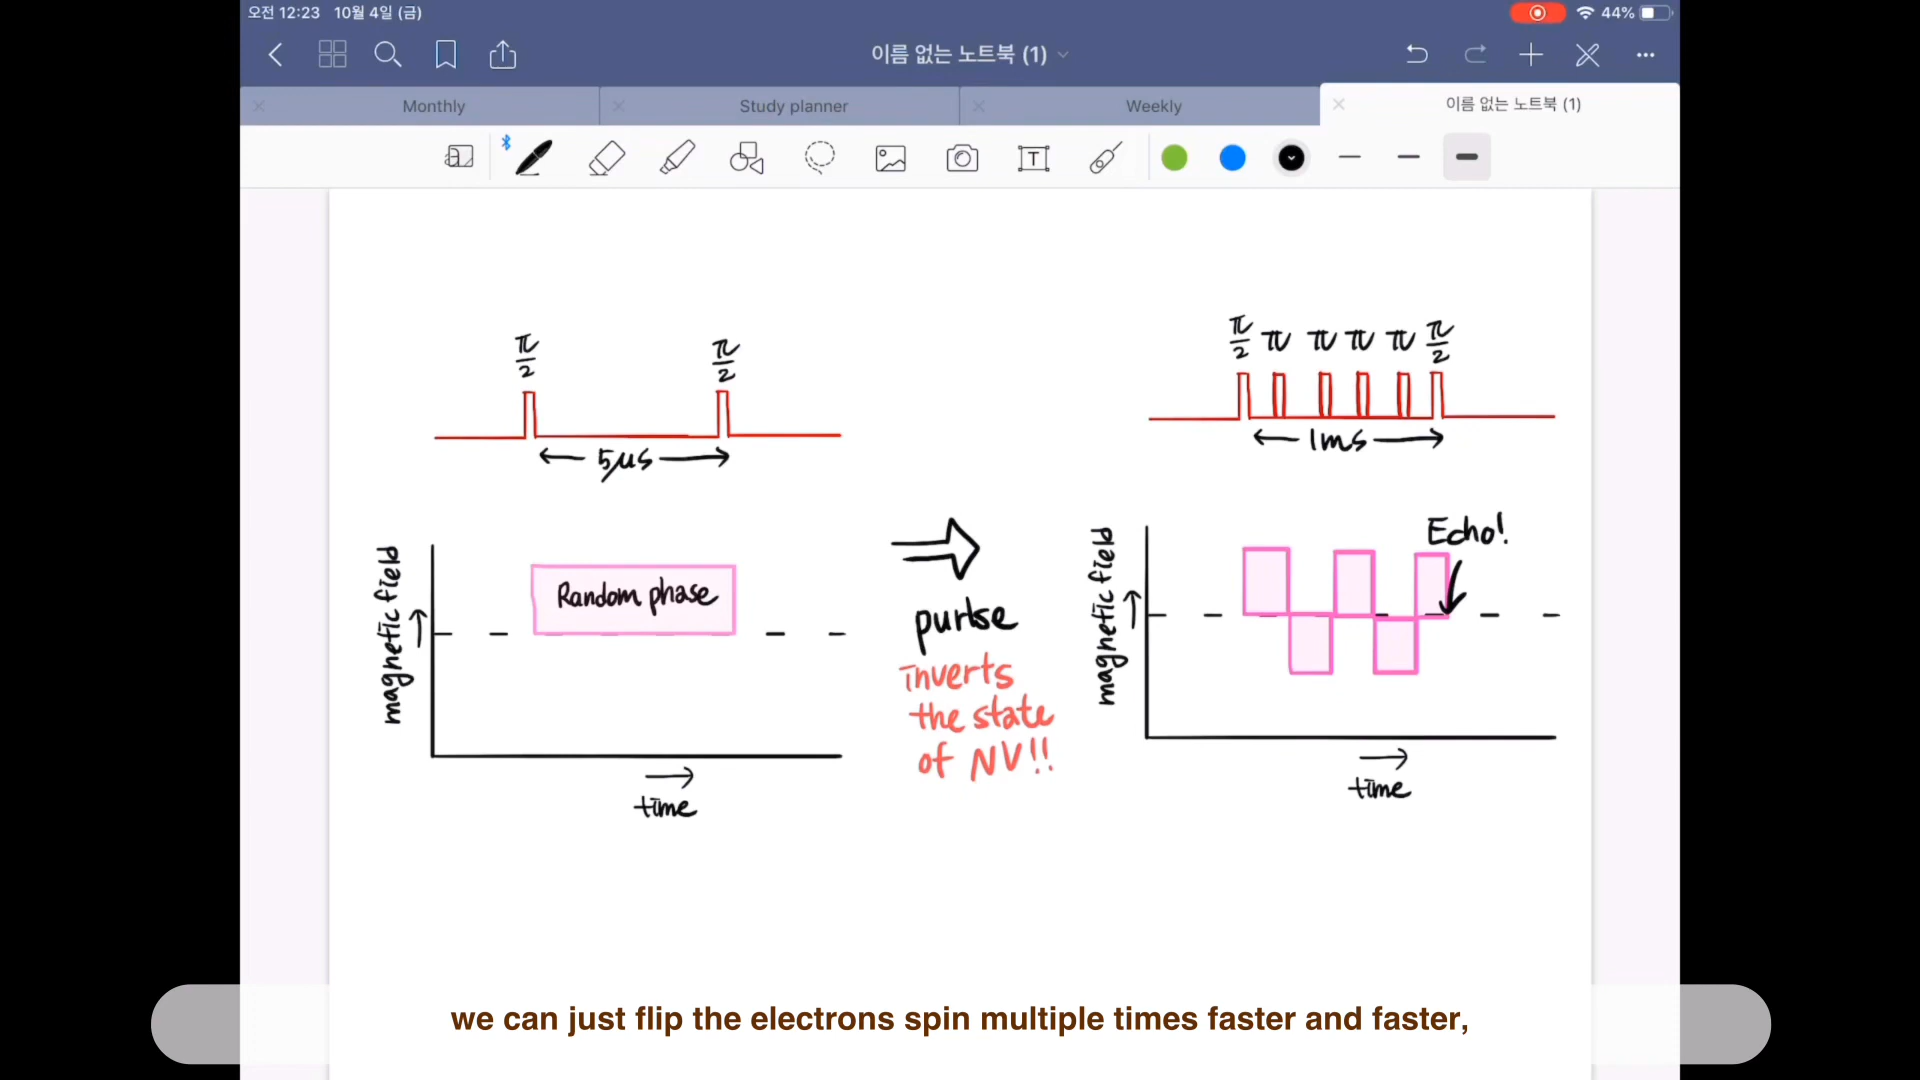 오전 12:23 10월 4일 (금)
44%
이름 없는 노트북 (1)
Monthly
Study planner
Weekly
이름 없는 노트북 (1)
π/2
π/2
5μs
π/2 π π π π π/2
1ms
magnetic field
Random phase
time
purlse
inverts
the state
of NV!!
magnetic field
Echo!
time
we can just flip the electrons spin multiple times faster and faster,